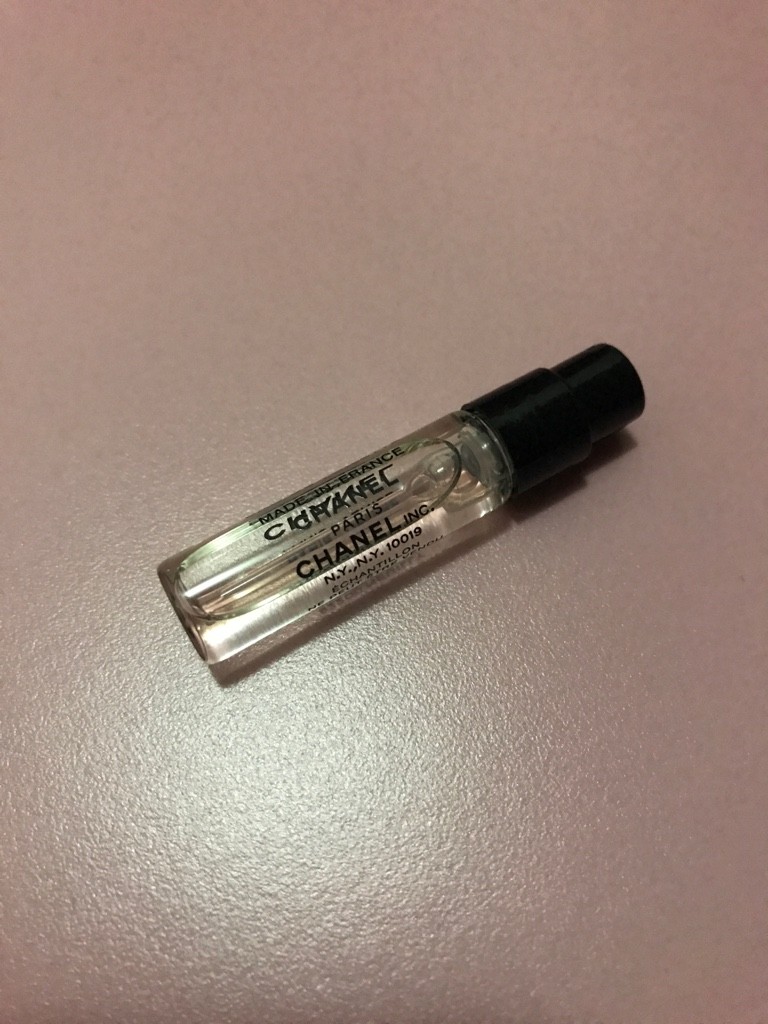 MADE IN FRANCE
CHANEL
PARIS
CHANEL INC.
N.Y., N.Y. 10019
ÉCHANTILLON